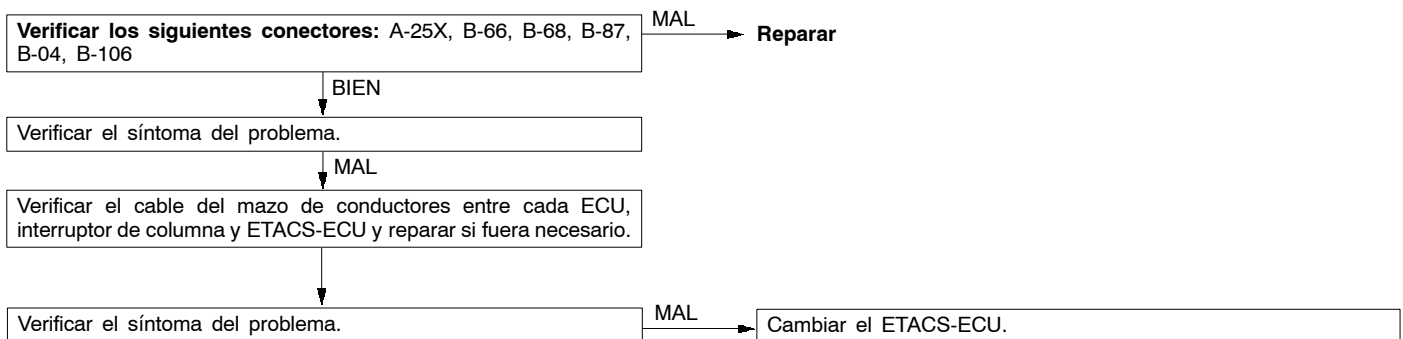 Verificar los siguientes conectores: A-25X, B-66, B-68, B-87,
B-04, B-106
MAL
Reparar
BIEN
Verificar el síntoma del problema.
MAL
Verificar el cable del mazo de conductores entre cada ECU,
interruptor de columna y ETACS-ECU y reparar si fuera necesario.
Verificar el síntoma del problema.
MAL
Cambiar el ETACS-ECU.